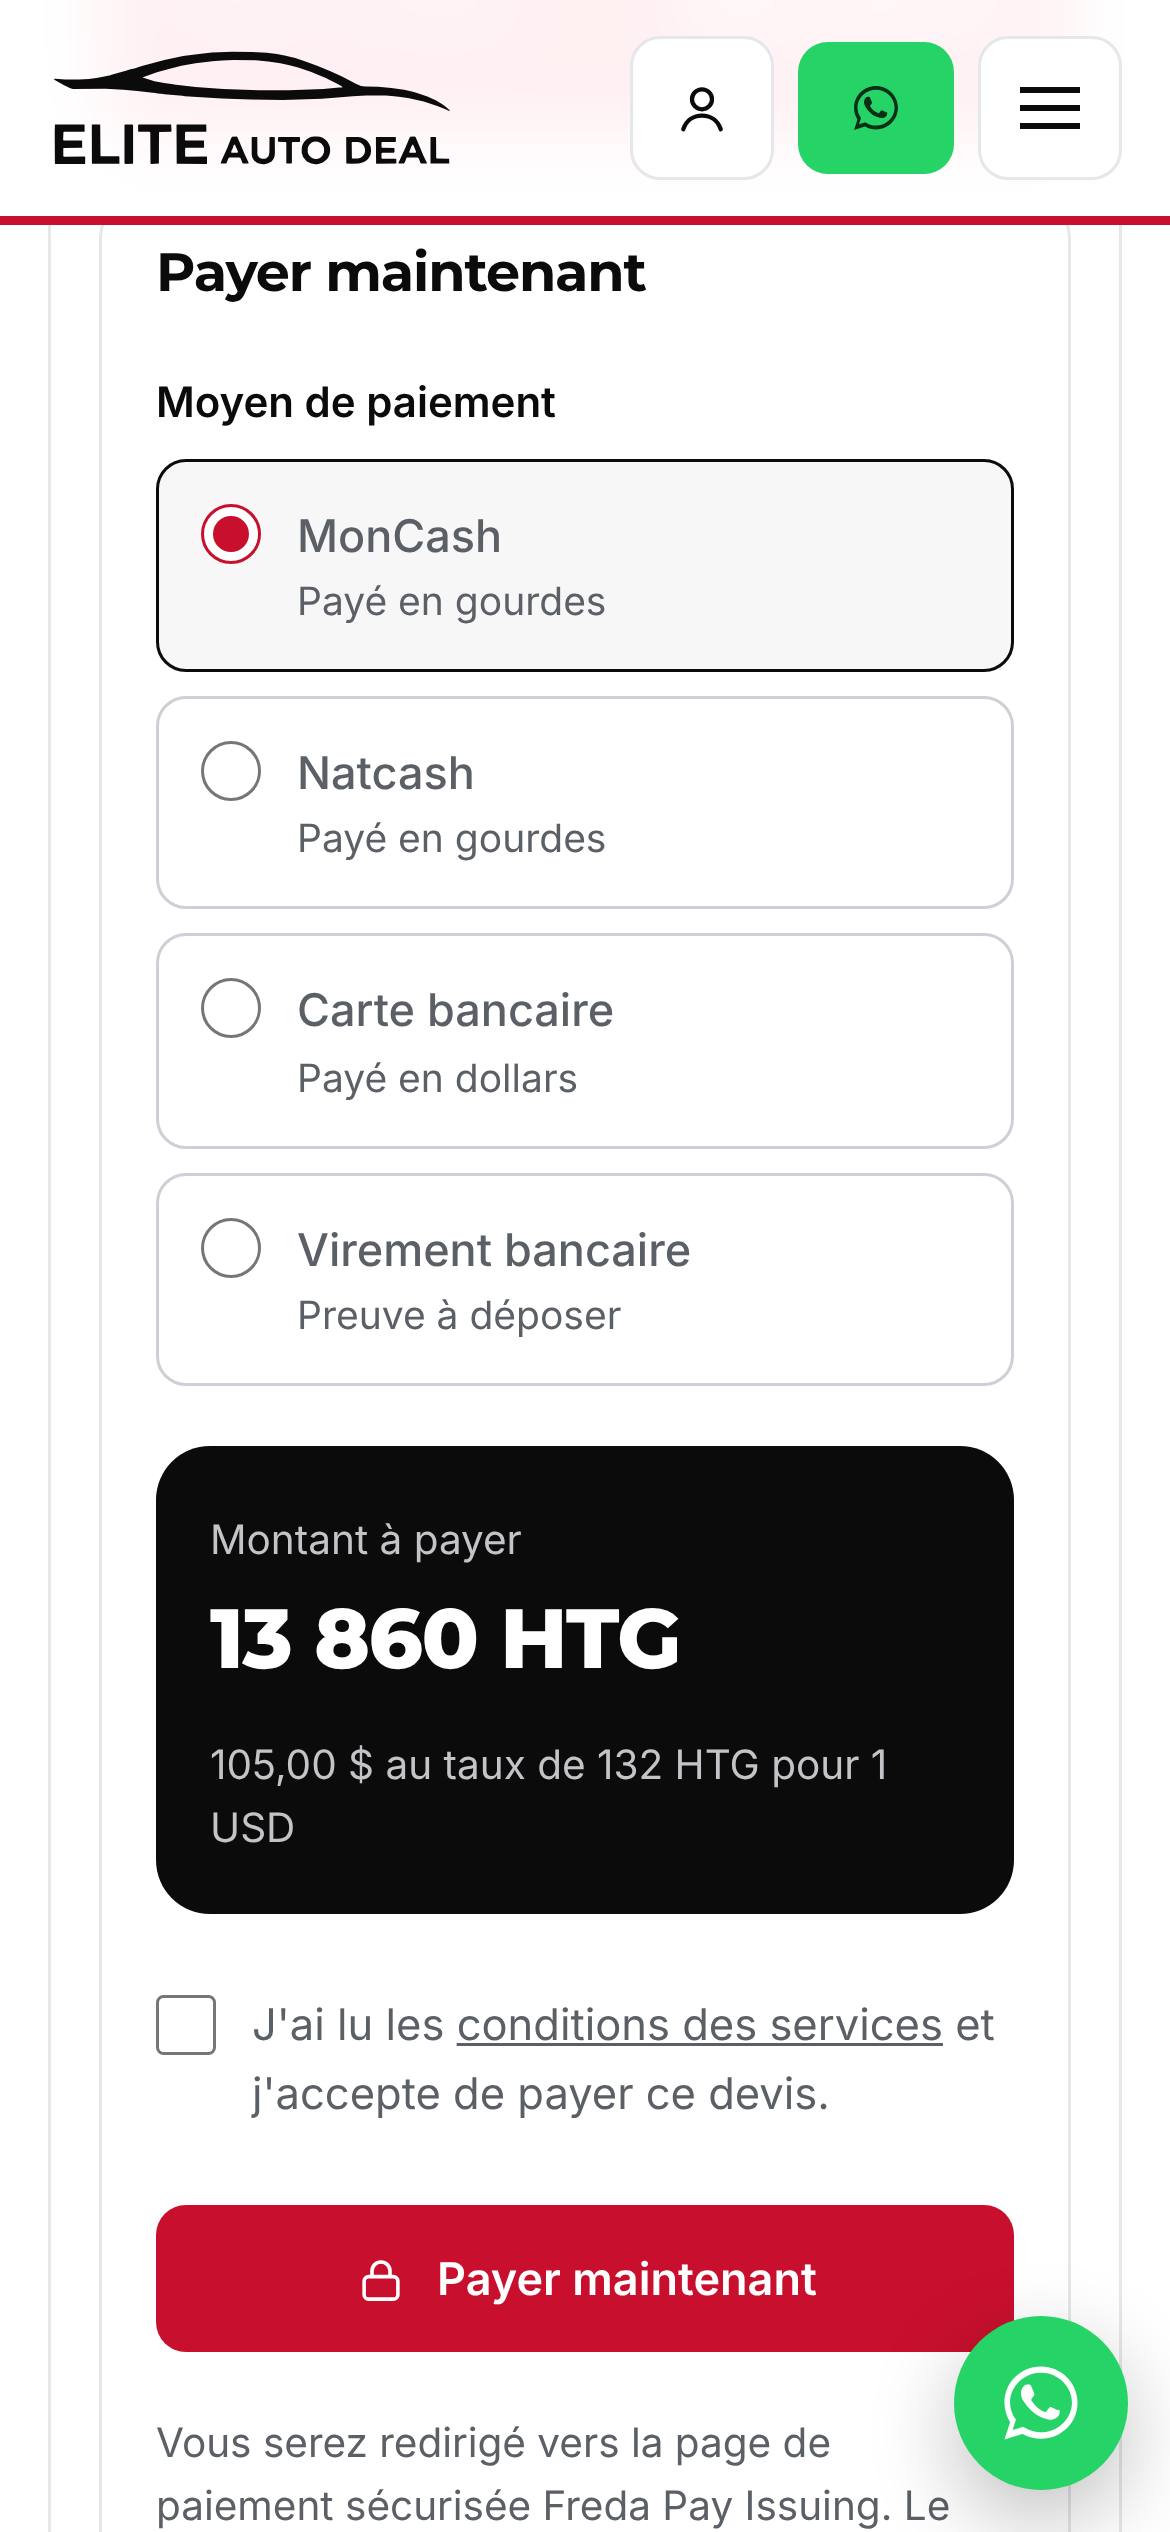 ELITE AUTO DEAL
Payer maintenant
Moyen de paiement
MonCash
Payé en gourdes
Natcash
Payé en gourdes
Carte bancaire
Payé en dollars
Virement bancaire
Preuve à déposer
Montant à payer
13 860 HTG
105,00 $ au taux de 132 HTG pour 1
USD
J'ai lu les conditions des services et
j'accepte de payer ce devis.
Payer maintenant
Vous serez redirigé vers la page de
paiement sécurisée Freda Pay Issuing. Le